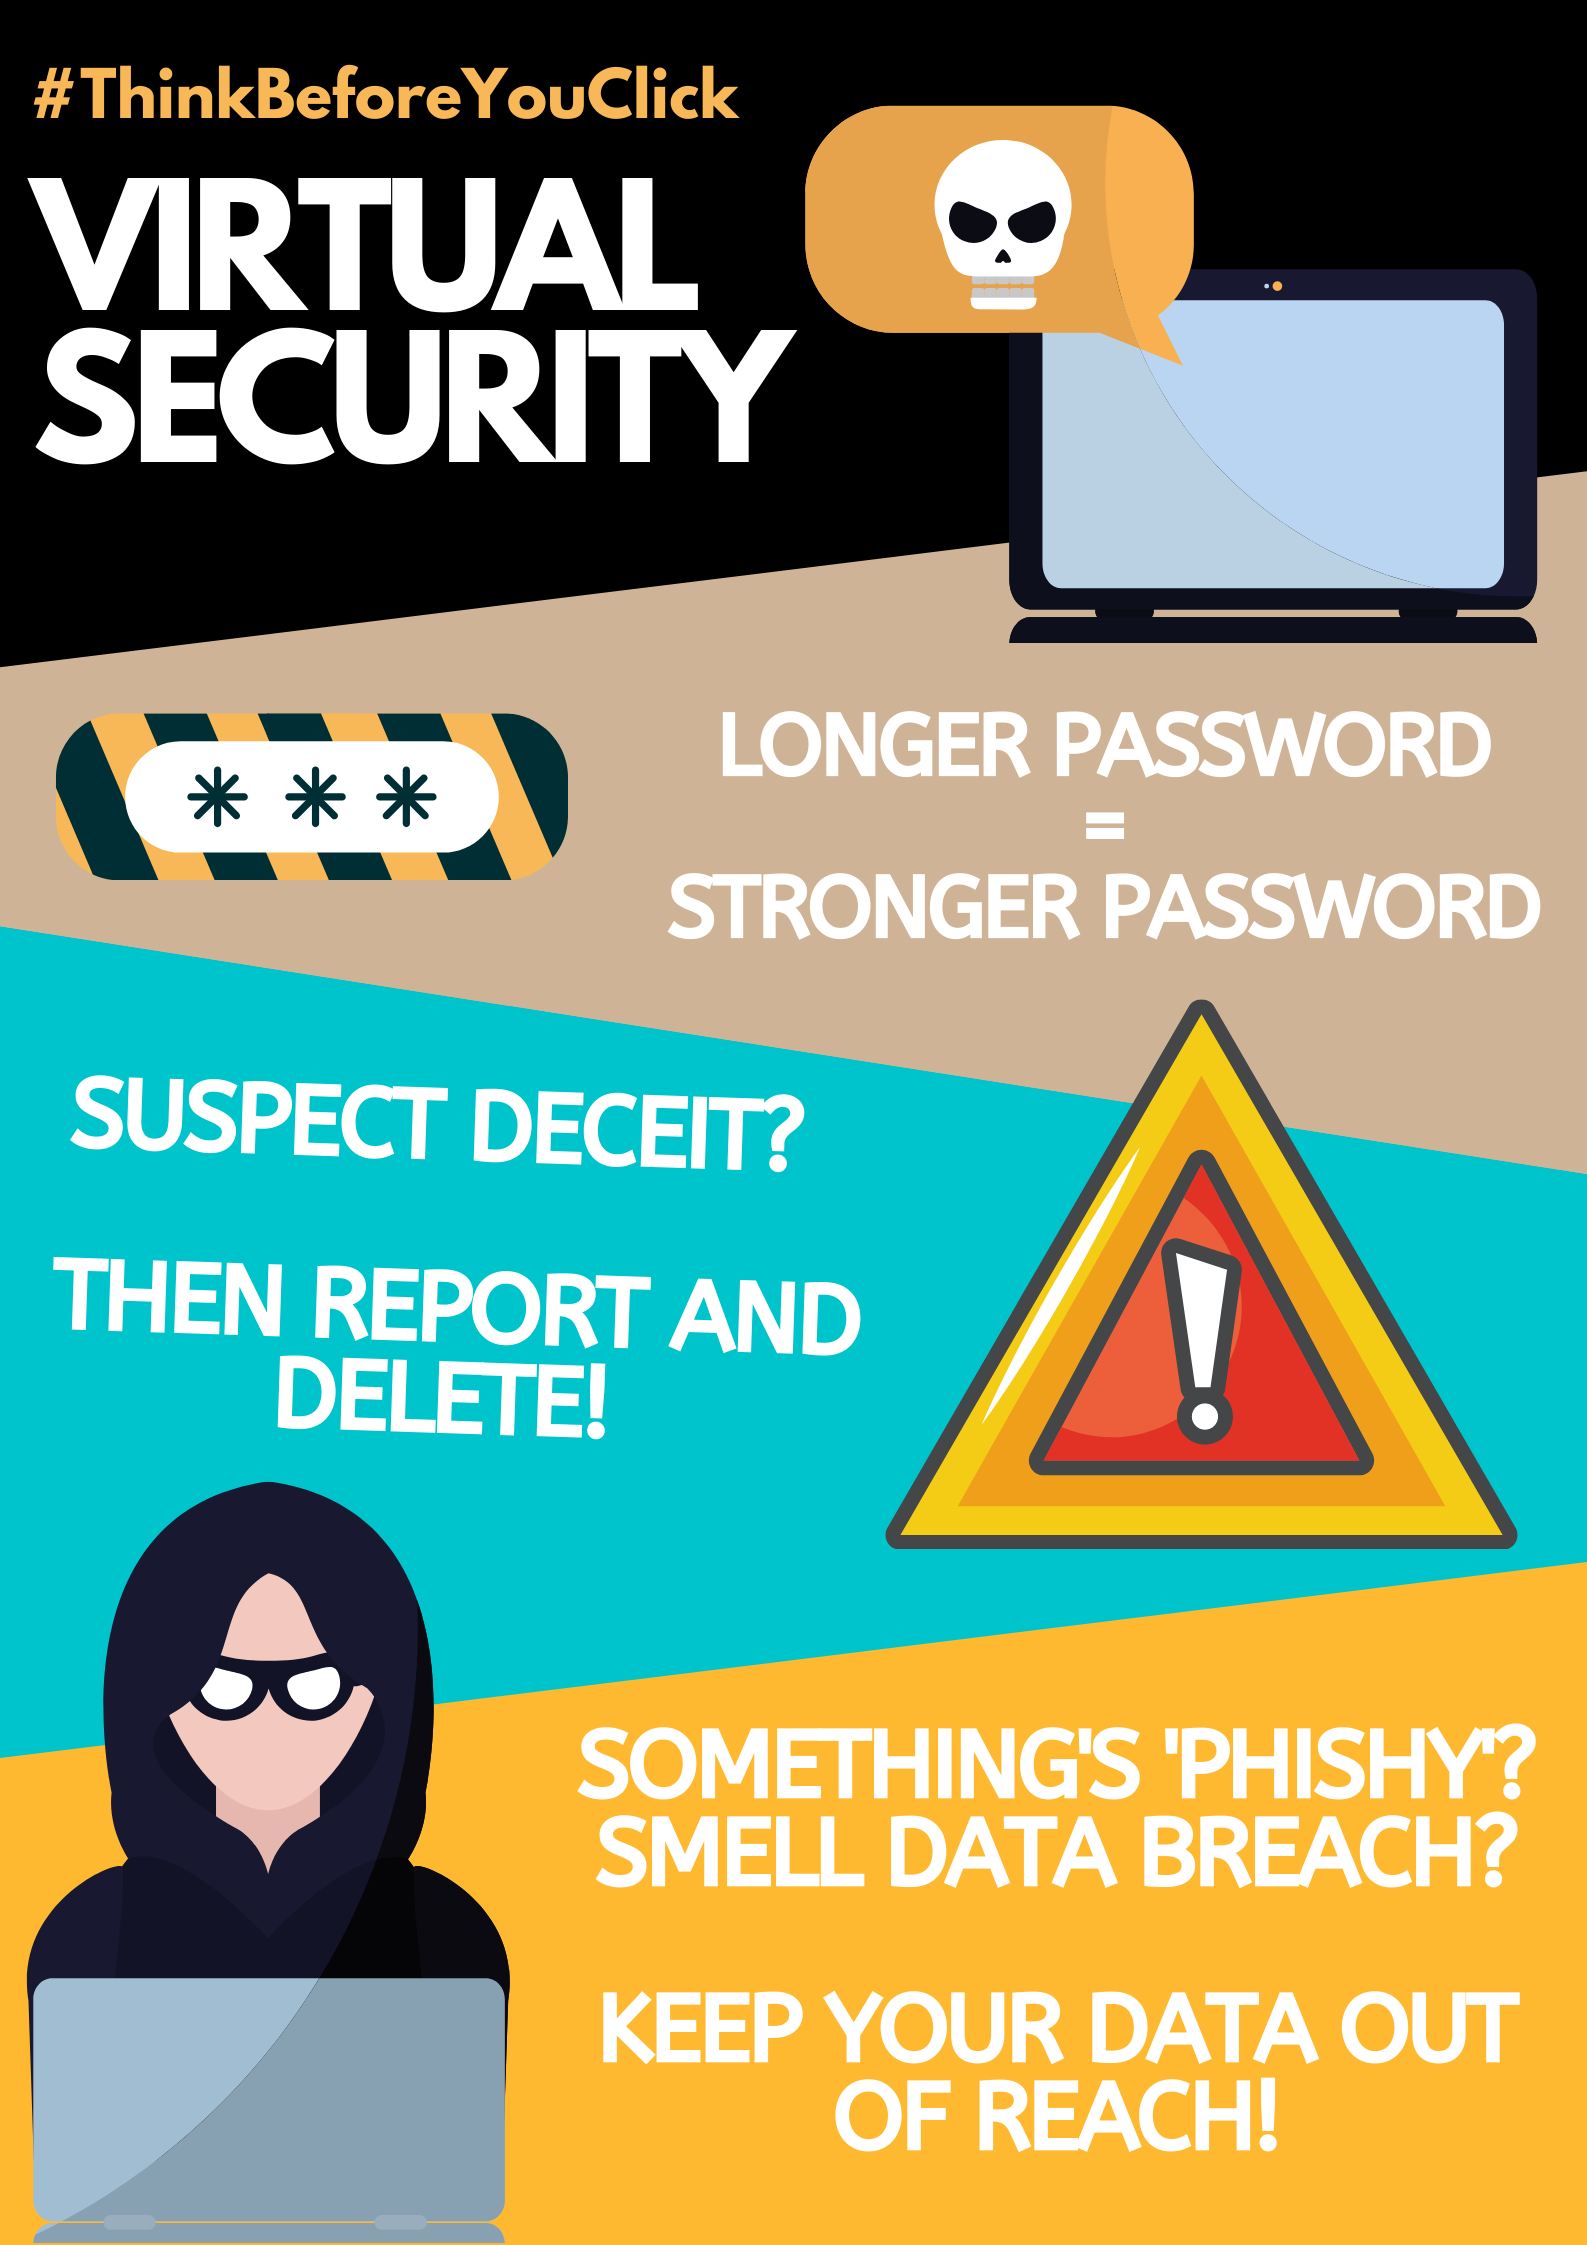 #ThinkBeforeYouClick
VIRTUAL
SECURITY
***
LONGER PASSWORD
=
STRONGER PASSWORD
SUSPECT DECEIT?
THEN REPORT AND
DELETE!
SOMETHING'S 'PHISHY'?
SMELL DATA BREACH?
KEEP YOUR DATA OUT
OF REACH!